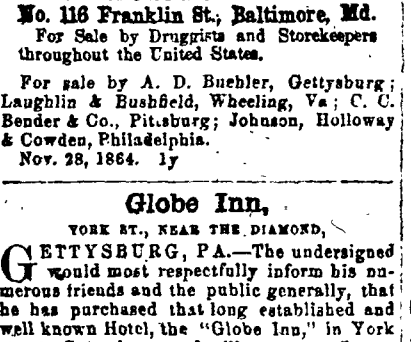 No. 116 Franklin St., Baltimore, Md.
For Sale by Druggists and Storekeepers
throughout the United States.
For sale by A. D. Buehler, Gettysburg;
Laughlin & Bushfield, Wheeling, Va; C. C.
Bender & Co., Pittsburg; Johnson, Holloway
& Cowden, Philadelphia.
Nov. 28, 1864. 1y
Globe Inn,
YORK ST., NEAR THE DIAMOND,
GETTYSBURG, PA.—The undersigned
would most respectfully inform his nu-
merous friends and the public generally, that
he has purchased that long established and
well known Hotel, the "Globe Inn," in York